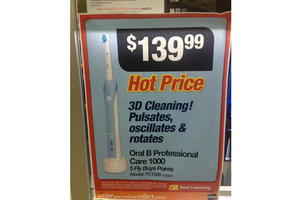 $139.99
Hot Price
3D Cleaning!
Pulsates,
oscillates &
rotates
Oral B Professional
Care 1000
5 Fly Buys Points